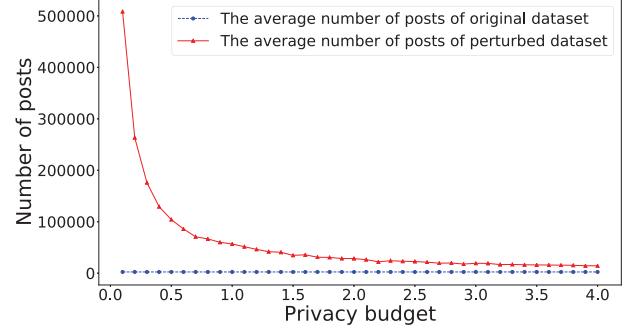 The average number of posts of original dataset
The average number of posts of perturbed dataset
Number of posts
500000
400000
300000
200000
100000
0
0.0 0.5 1.0 1.5 2.0 2.5 3.0 3.5 4.0
Privacy budget